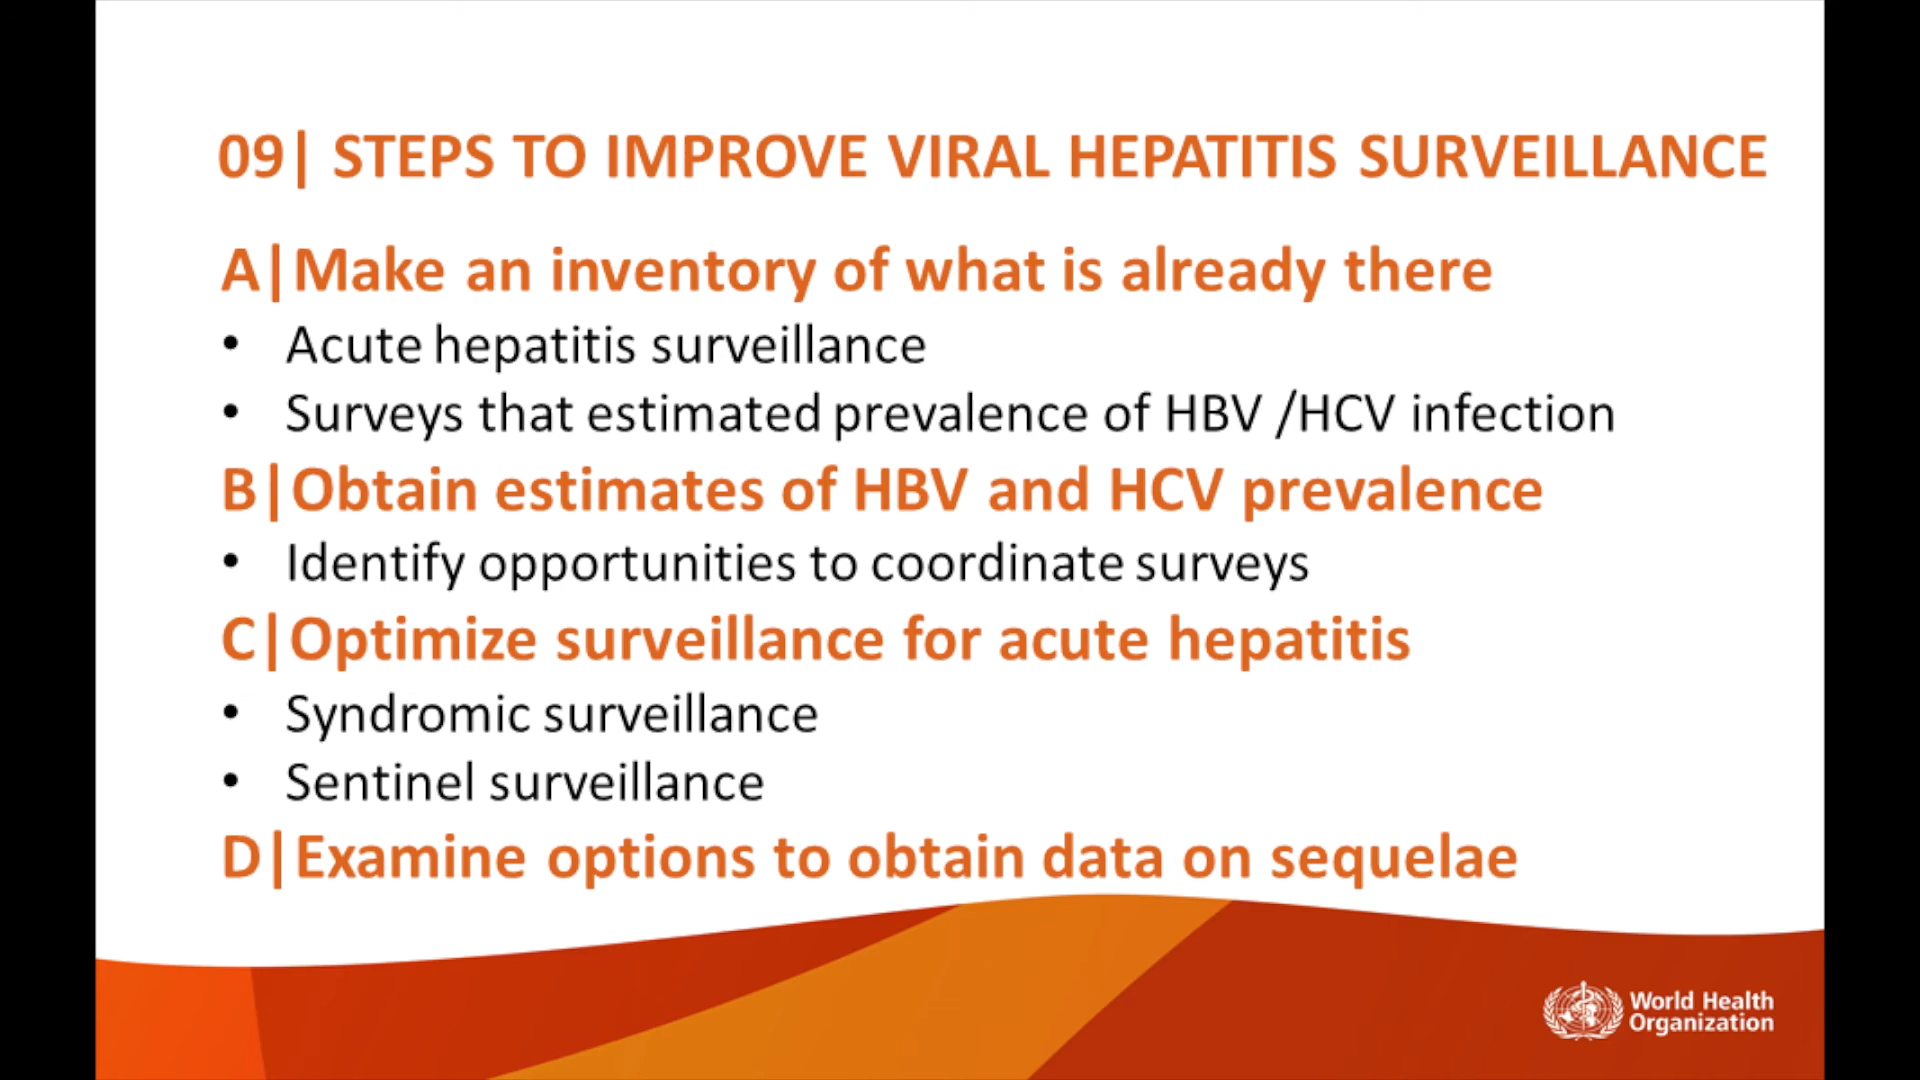 09| STEPS TO IMPROVE VIRAL HEPATITIS SURVEILLANCE
A|Make an inventory of what is already there
• Acute hepatitis surveillance
• Surveys that estimated prevalence of HBV /HCV infection
B|Obtain estimates of HBV and HCV prevalence
• Identify opportunities to coordinate surveys
C|Optimize surveillance for acute hepatitis
• Syndromic surveillance
• Sentinel surveillance
D|Examine options to obtain data on sequelae
World Health
Organization